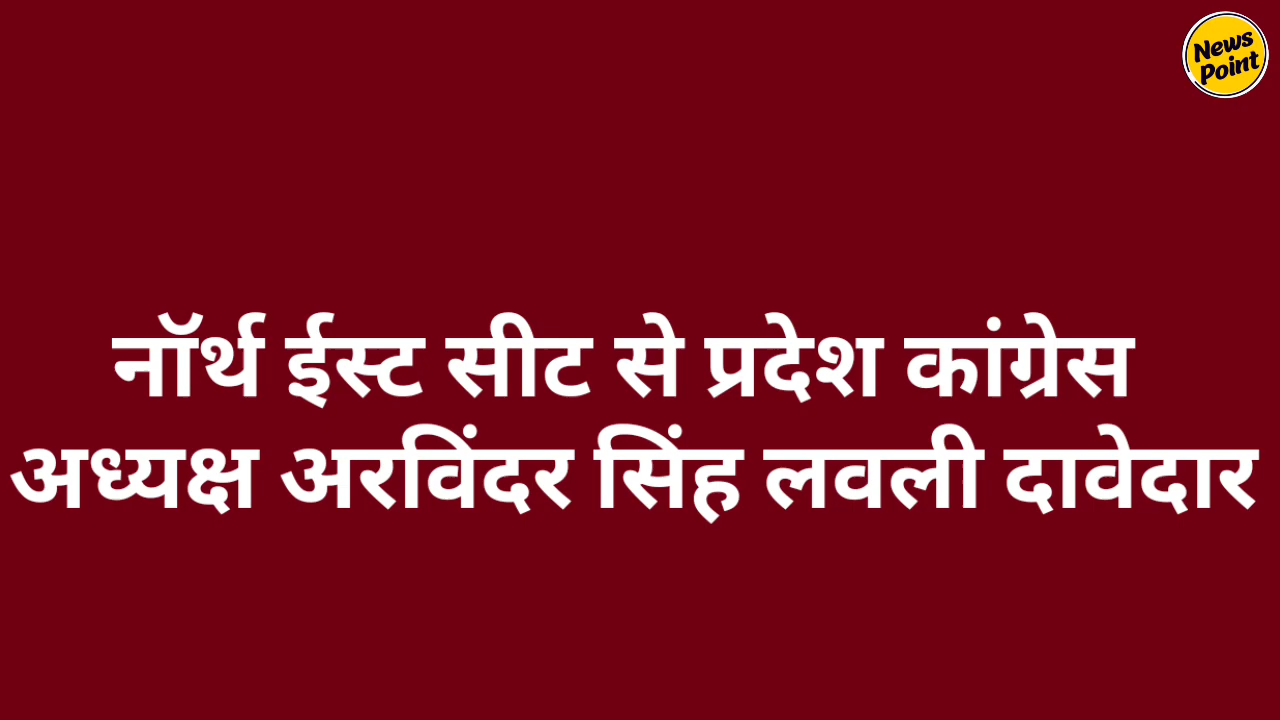 News
Point
नॉर्थ ईस्ट सीट से प्रदेश कांग्रेस
अध्यक्ष अरविंदर सिंह लवली दावेदार